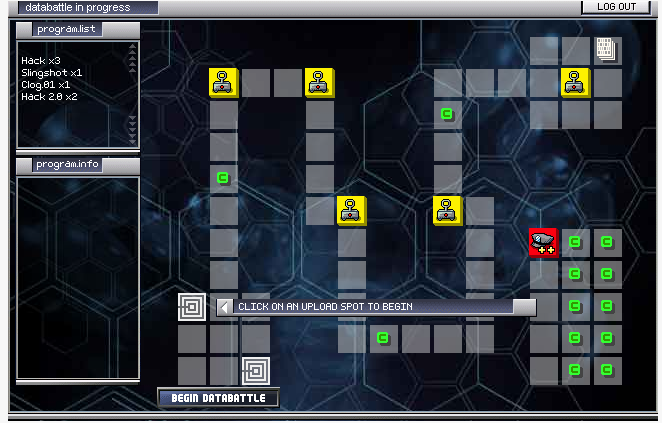 databattle in progress
LOG OUT
program.list
Hack x3
Slingshot x1
Clog.01 x1
Hack 2.0 x2
program.info
CLICK ON AN UPLOAD SPOT TO BEGIN
BEGIN DATABATTLE